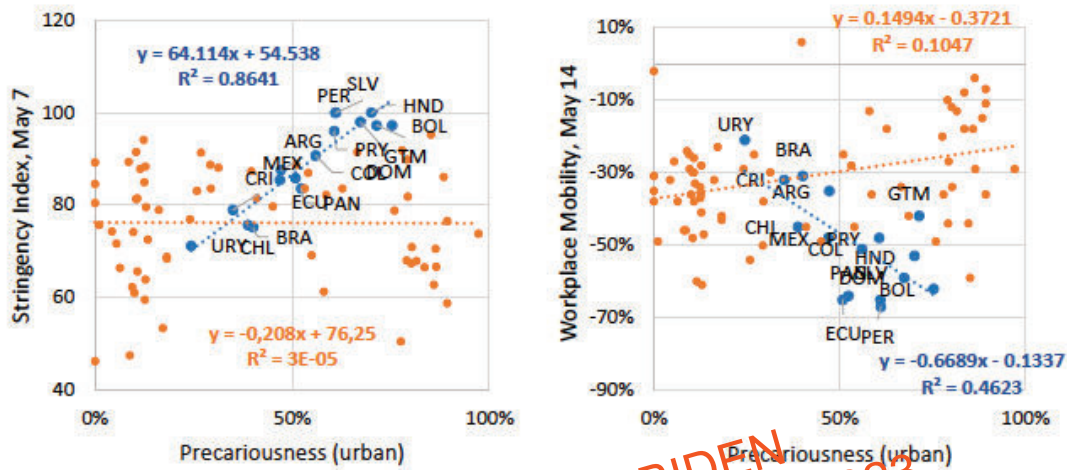 120
100
80
60
40
Stringency Index, May 7
y = 64.114x + 54.538
R² = 0.8641
SLV
PER
HND
BOL
ARG
PRY
GTM
MEX
COL
DOM
CRI
ECU
PAN
URY
BRA
CHL
y = -0,208x + 76,25
R² = 3E-05
0%
50%
100%
Precariousness (urban)
10%
-10%
-30%
-50%
-70%
-90%
Workplace Mobility, May 14
y = 0.1494x - 0.3721
R² = 0.1047
URY
BRA
CRI
ARG
GTM
CHL
MEX
PRY
COL
HND
PAN
SLV
DOM
BOL
ECU
PER
y = -0.6689x - 0.1337
R² = 0.4623
0%
50%
100%
Precariousness (urban)